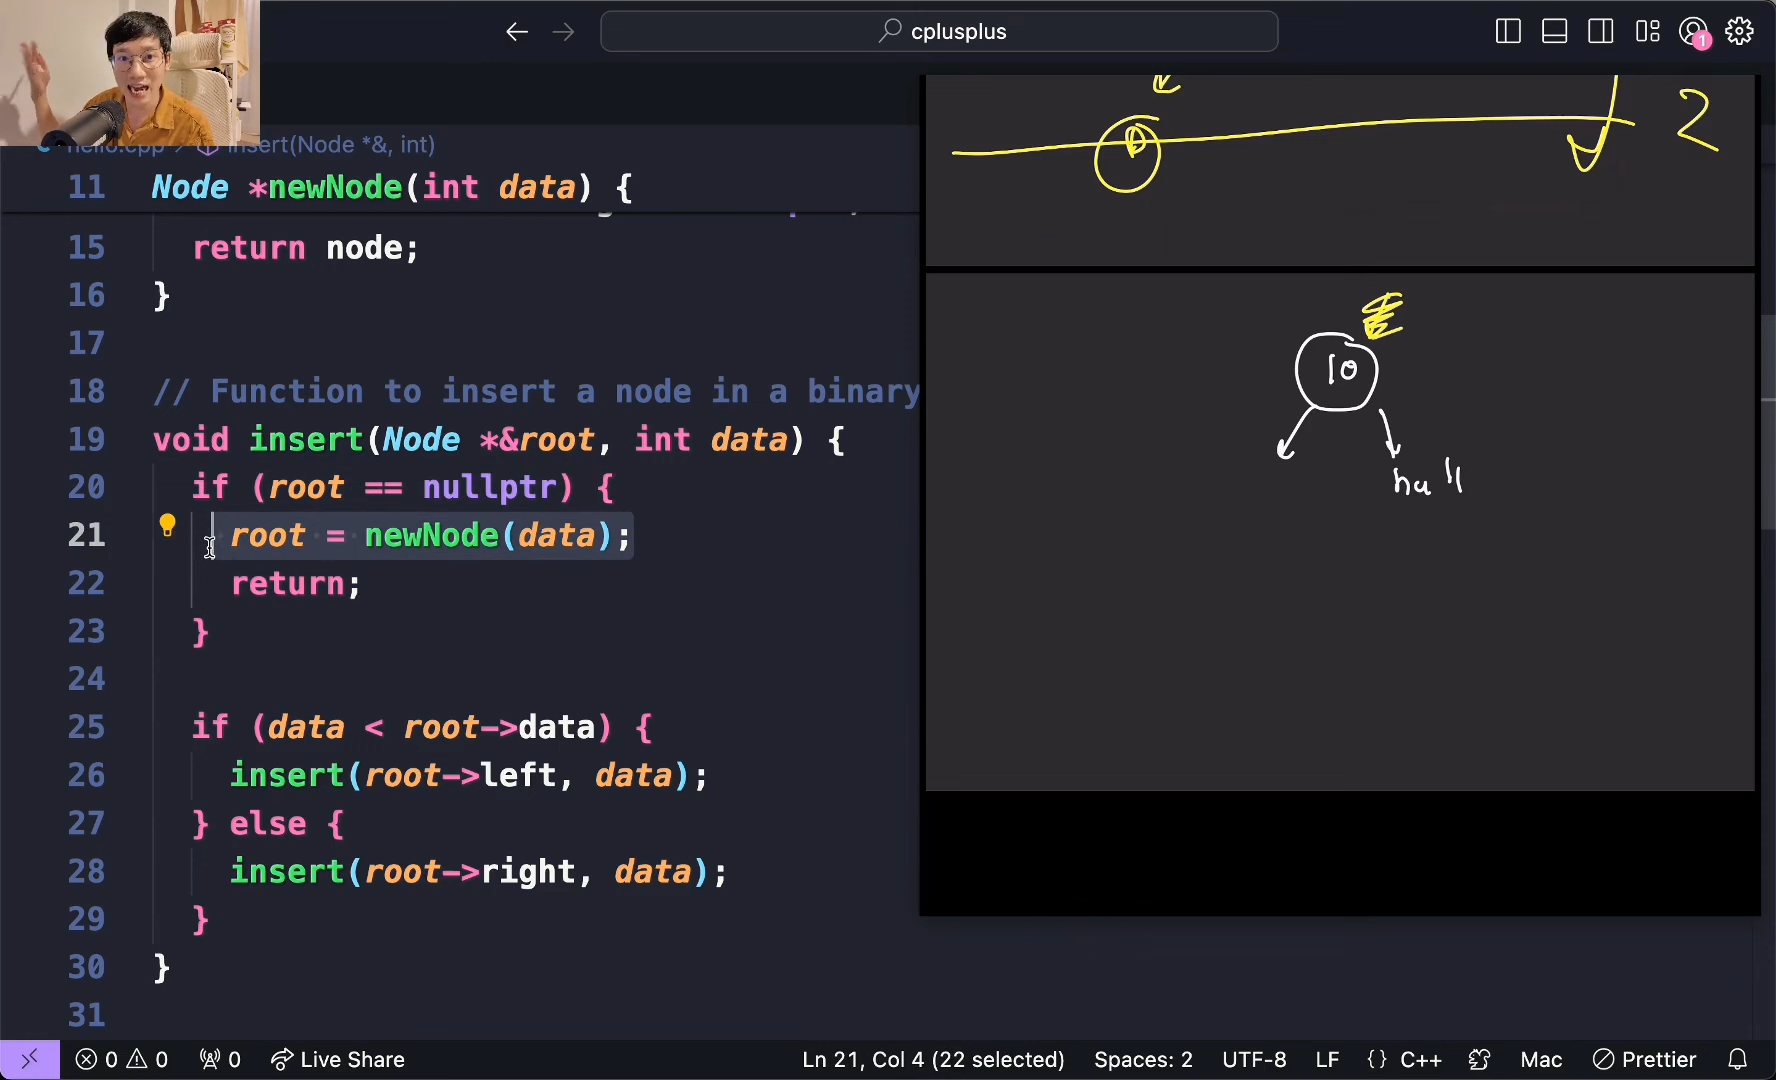 cplusplus
1
insert(Node *&, int)
11 Node *newNode(int data) {
15 return node;
16 }
17
18 // Function to insert a node in a binary
19 void insert(Node *&root, int data) {
20 if (root == nullptr) {
21 root = newNode(data);
22 return;
23 }
24
25 if (data < root->data) {
26 insert(root->left, data);
27 } else {
28 insert(root->right, data);
29 }
30 }
31
2
10
null
0 0 0 Live Share Ln 21, Col 4 (22 selected) Spaces: 2 UTF-8 LF {} C++ Mac Prettier